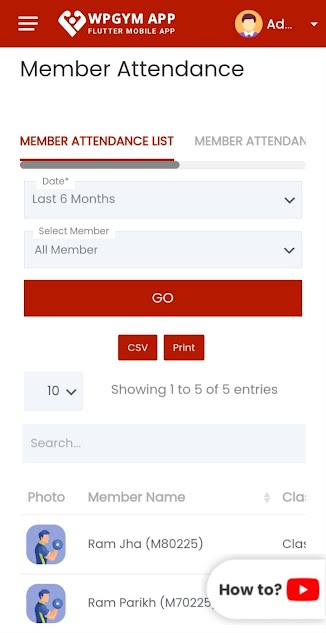 WPGYM APP
FLUTTER MOBILE APP
Ad...
Member Attendance
MEMBER ATTENDANCE LIST
MEMBER ATTENDAN
Date*
Last 6 Months
Select Member
All Member
GO
CSV
Print
10
Showing 1 to 5 of 5 entries
Search...
Photo
Member Name
Clas
Ram Jha (M80225)
Clas
Ram Parikh (M70225)
How to?